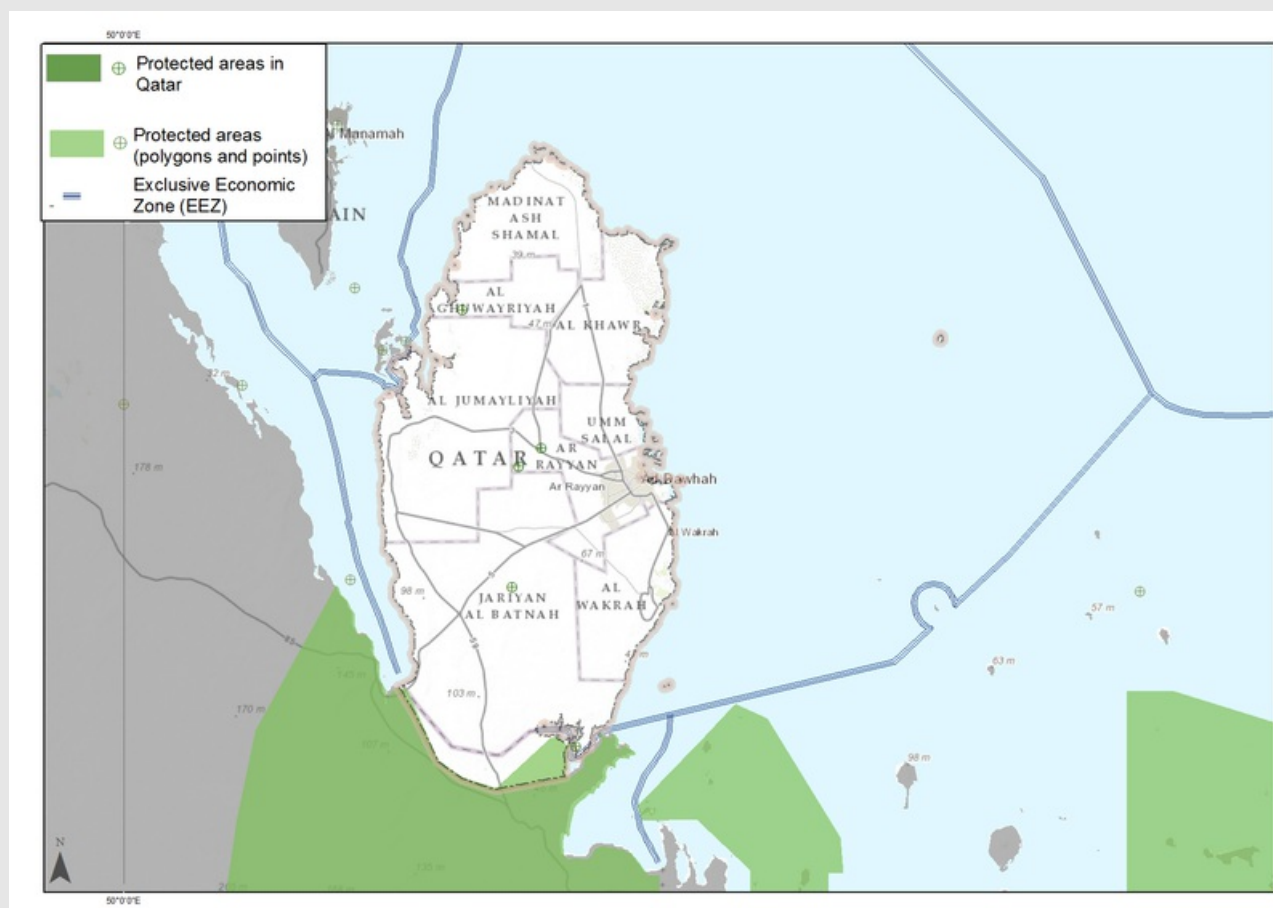 50°0'0"E
Protected areas in
Qatar
Protected areas
(polygons and points)
Exclusive Economic
Zone (EEZ)
Manamah
AIN
MADINAT
ASH
SHAMAL
39 m
AL
GHUWAYRIYAH
47 m
AL KHAWR
AL JUMAYLIYAH
UMM
SALAL
178 m
QATAR
AR
RAYYAN
Ar Rayyan
Ad Dawhah
Al Wakrah
67 m
98 m
JARIYAN
AL BATNAH
AL
WAKRAH
57 m
63 m
103 m
170 m
98 m
N
50°0'0"E